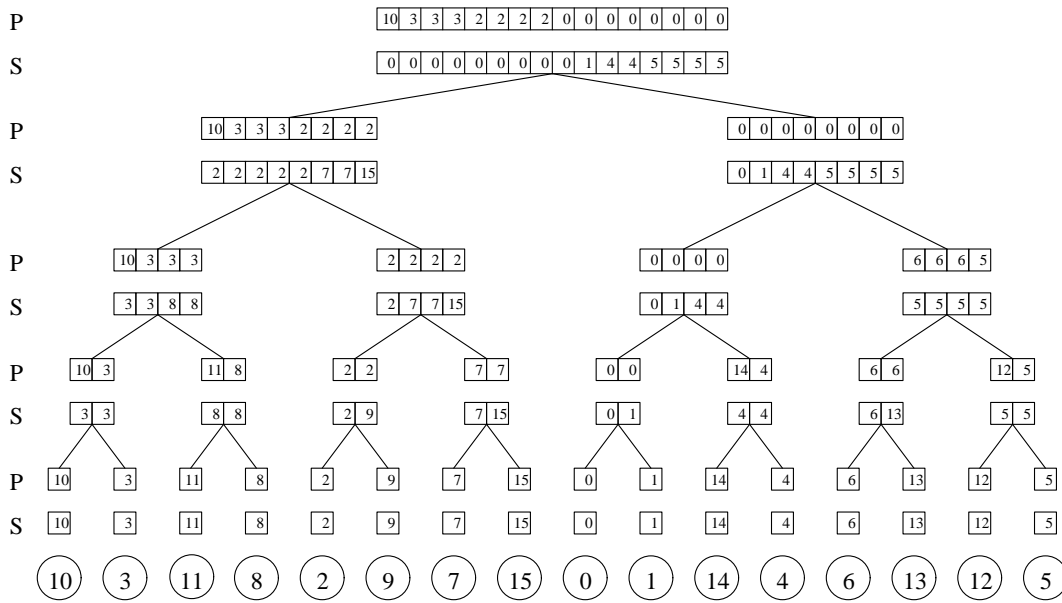 P 10 3 3 3 2 2 2 2 0 0 0 0 0 0 0 0
S 0 0 0 0 0 0 0 0 0 1 4 4 5 5 5 5
P 10 3 3 3 2 2 2 2 0 0 0 0 0 0 0 0
S 2 2 2 2 2 7 7 15 0 1 4 4 5 5 5 5
P 10 3 3 3 2 2 2 2 0 0 0 0 6 6 6 5
S 3 3 8 8 2 7 7 15 0 1 4 4 5 5 5 5
P 10 3 11 8 2 2 7 7 0 0 14 4 6 6 12 5
S 3 3 8 8 2 9 7 15 0 1 4 4 6 13 5 5
P 10 3 11 8 2 9 7 15 0 1 14 4 6 13 12 5
S 10 3 11 8 2 9 7 15 0 1 14 4 6 13 12 5
10 3 11 8 2 9 7 15 0 1 14 4 6 13 12 5